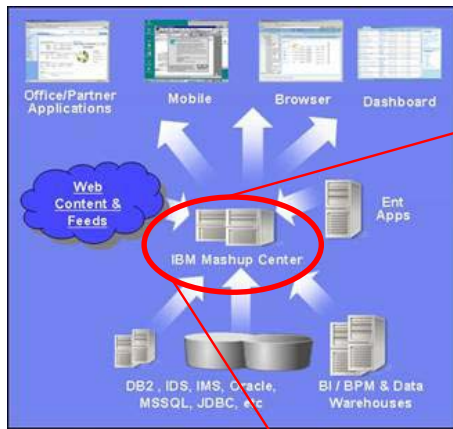 Office/Partner
Applications
Mobile
Browser
Dashboard
Web
Content &
Feeds
Ent
Apps
IBM Mashup Center
DB2 , IDS, IMS, Oracle,
MSSQL, JDBC, etc
BI / BPM & Data
Warehouses